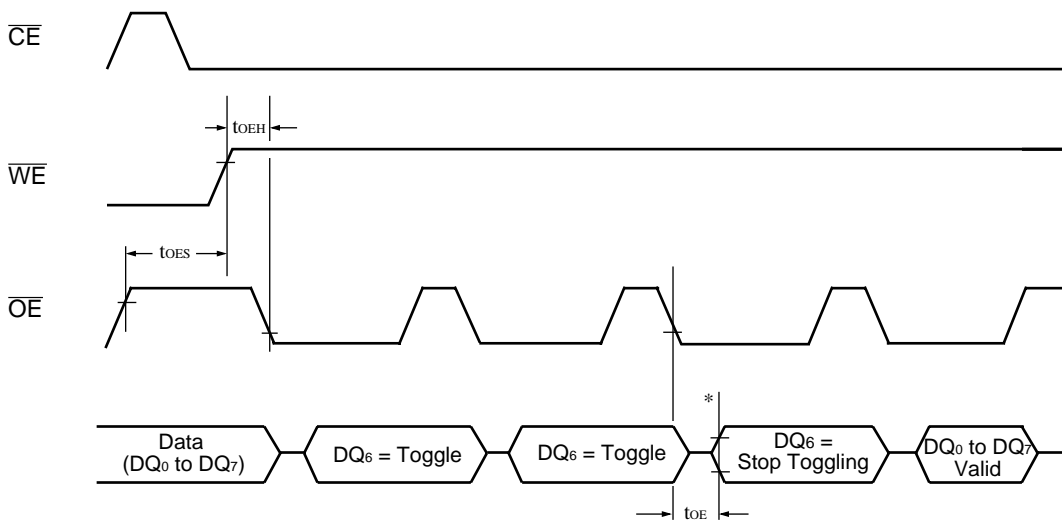 CE
tOEH
WE
tOES
OE
*
Data
(DQ0 to DQ7)
DQ6 = Toggle
DQ6 = Toggle
DQ6 =
Stop Toggling
DQ0 to DQ7
Valid
tOE